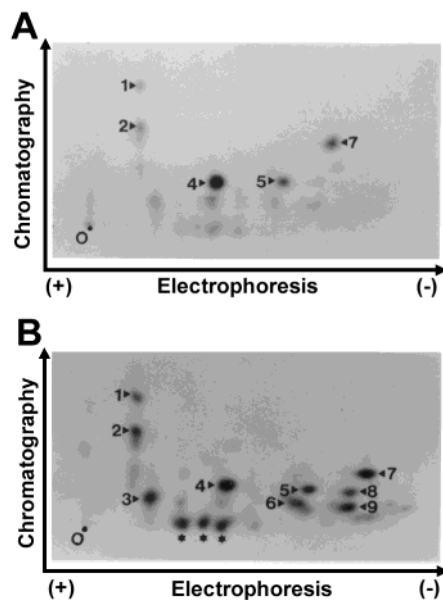 A
Chromatography
1
2
7
4
5
O
(+) Electrophoresis (-)
B
Chromatography
1
2
3
4
5
6
7
8
9
O
* * *
(+) Electrophoresis (-)